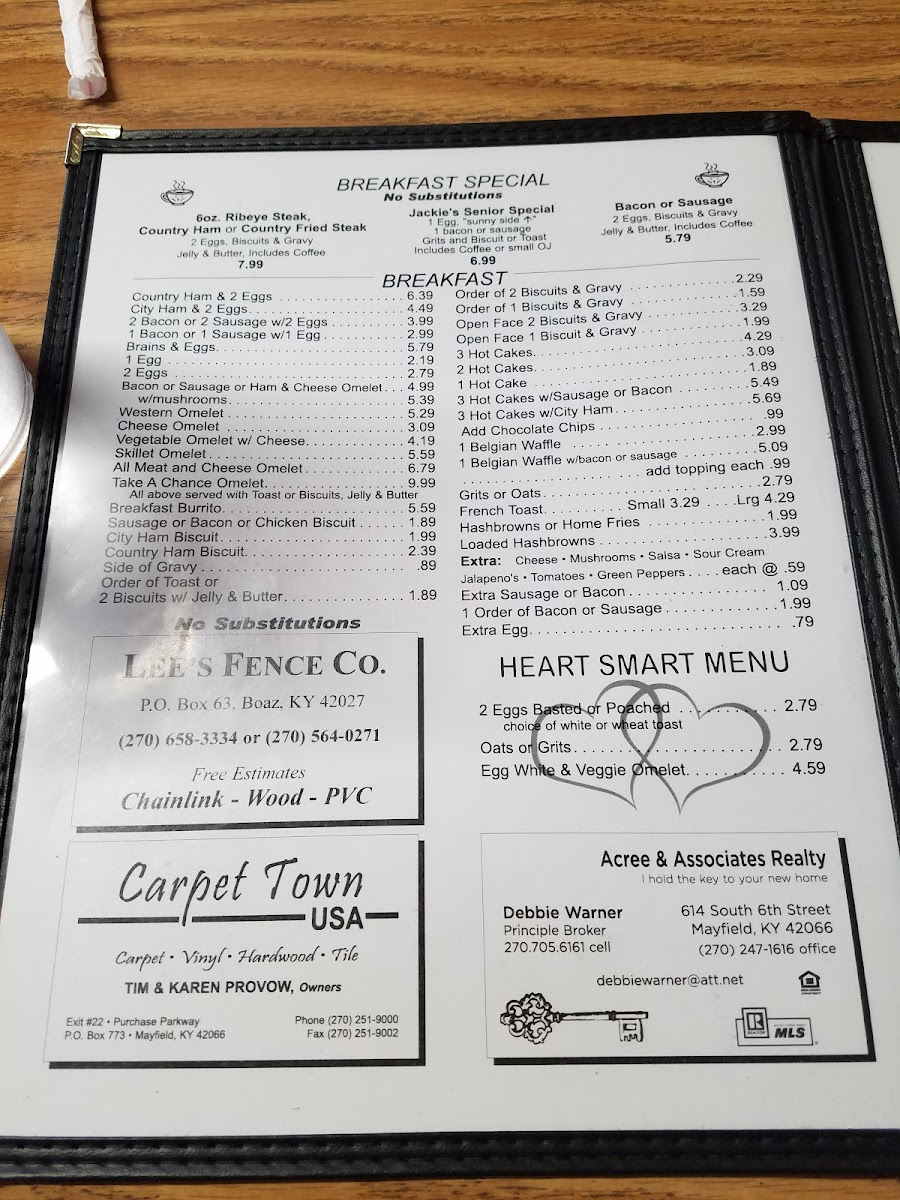 BREAKFAST SPECIAL
No Substitutions
6oz. Ribeye Steak,
Country Ham or Country Fried Steak
2 Eggs, Biscuits & Gravy
Jelly & Butter, Includes Coffee
7.99
Jackie's Senior Special
1 Egg, "sunny side ↑"
1 bacon or sausage
Grits and Biscuit or Toast
Includes Coffee or small OJ
6.99
Bacon or Sausage
2 Eggs, Biscuits & Gravy
Jelly & Butter, Includes Coffee
5.79
BREAKFAST
Country Ham & 2 Eggs . . . . . . . . . . . . . . . . . . 6.39
City Ham & 2 Eggs. . . . . . . . . . . . . . . . . . . . . 4.49
2 Bacon or 2 Sausage w/2 Eggs . . . . . . . . . . . 3.99
1 Bacon or 1 Sausage w/1 Egg . . . . . . . . . . . . 2.99
Brains & Eggs. . . . . . . . . . . . . . . . . . . . . . . . . 5.79
1 Egg . . . . . . . . . . . . . . . . . . . . . . . . . . . . . . . 2.19
2 Eggs . . . . . . . . . . . . . . . . . . . . . . . . . . . . . . 2.79
Bacon or Sausage or Ham & Cheese Omelet . . . 4.99
w/mushrooms . . . . . . . . . . . . . . . . . . . . . . . 5.39
Western Omelet . . . . . . . . . . . . . . . . . . . . . . . 5.29
Cheese Omelet . . . . . . . . . . . . . . . . . . . . . . . 3.09
Vegetable Omelet w/ Cheese. . . . . . . . . . . . . . 4.19
Skillet Omelet . . . . . . . . . . . . . . . . . . . . . . . . . 5.59
All Meat and Cheese Omelet . . . . . . . . . . . . . . 6.79
Take A Chance Omelet. . . . . . . . . . . . . . . . . . . 9.99
All above served with Toast or Biscuits, Jelly & Butter
Breakfast Burrito. . . . . . . . . . . . . . . . . . . . . . . 5.59
Sausage or Bacon or Chicken Biscuit . . . . . . . 1.89
City Ham Biscuit. . . . . . . . . . . . . . . . . . . . . . . 1.99
Country Ham Biscuit. . . . . . . . . . . . . . . . . . . . 2.39
Side of Gravy . . . . . . . . . . . . . . . . . . . . . . . . . .89
Order of Toast or
2 Biscuits w/ Jelly & Butter. . . . . . . . . . . . . . . . 1.89
No Substitutions
Order of 2 Biscuits & Gravy . . . . . . . . . . . . . . . 2.29
Order of 1 Biscuits & Gravy . . . . . . . . . . . . . . . 1.59
Open Face 2 Biscuits & Gravy . . . . . . . . . . . . . 3.29
Open Face 1 Biscuit & Gravy . . . . . . . . . . . . . . 1.99
3 Hot Cakes. . . . . . . . . . . . . . . . . . . . . . . . . . . 4.29
2 Hot Cakes. . . . . . . . . . . . . . . . . . . . . . . . . . . 3.09
1 Hot Cake . . . . . . . . . . . . . . . . . . . . . . . . . . . 1.89
3 Hot Cakes w/Sausage or Bacon . . . . . . . . . . 5.49
3 Hot Cakes w/City Ham. . . . . . . . . . . . . . . . . . 5.69
Add Chocolate Chips . . . . . . . . . . . . . . . . . . . . .99
1 Belgian Waffle . . . . . . . . . . . . . . . . . . . . . . . 2.99
1 Belgian Waffle w/bacon or sausage . . . . . . . . 5.09
. . . . . . . . . . . . . . . . . . . . . add topping each .99
Grits or Oats. . . . . . . . . . . . . . . . . . . . . . . . . . 2.79
French Toast. . . . . . . . . . Small 3.29 . . . . Lrg 4.29
Hashbrowns or Home Fries . . . . . . . . . . . . . . . 1.99
Loaded Hashbrowns . . . . . . . . . . . . . . . . . . . . 3.99
Extra: Cheese • Mushrooms • Salsa • Sour Cream
Jalapeno's • Tomatoes • Green Peppers . . . . each @ .59
Extra Sausage or Bacon. . . . . . . . . . . . . . . . . . 1.09
1 Order of Bacon or Sausage . . . . . . . . . . . . . . 1.99
Extra Egg. . . . . . . . . . . . . . . . . . . . . . . . . . . . . .79
LEE'S FENCE CO.
P.O. Box 63, Boaz, KY 42027
(270) 658-3334 or (270) 564-0271
Free Estimates
Chainlink - Wood - PVC
HEART SMART MENU
2 Eggs Basted or Poached . . . . . . . . . . . 2.79
choice of white or wheat toast
Oats or Grits. . . . . . . . . . . . . . . . . . . . . . . 2.79
Egg White & Veggie Omelet. . . . . . . . . . . 4.59
Carpet Town
USA
Carpet • Vinyl • Hardwood • Tile
TIM & KAREN PROVOW, Owners
Exit #22 • Purchase Parkway
P.O. Box 773 • Mayfield, KY 42066
Phone (270) 251-9000
Fax (270) 251-9002
Acree & Associates Realty
I hold the key to your new home
Debbie Warner
Principle Broker
270.705.6161 cell
614 South 6th Street
Mayfield, KY 42066
(270) 247-1616 office
debbiewarner@att.net
R
REALTOR
MLS